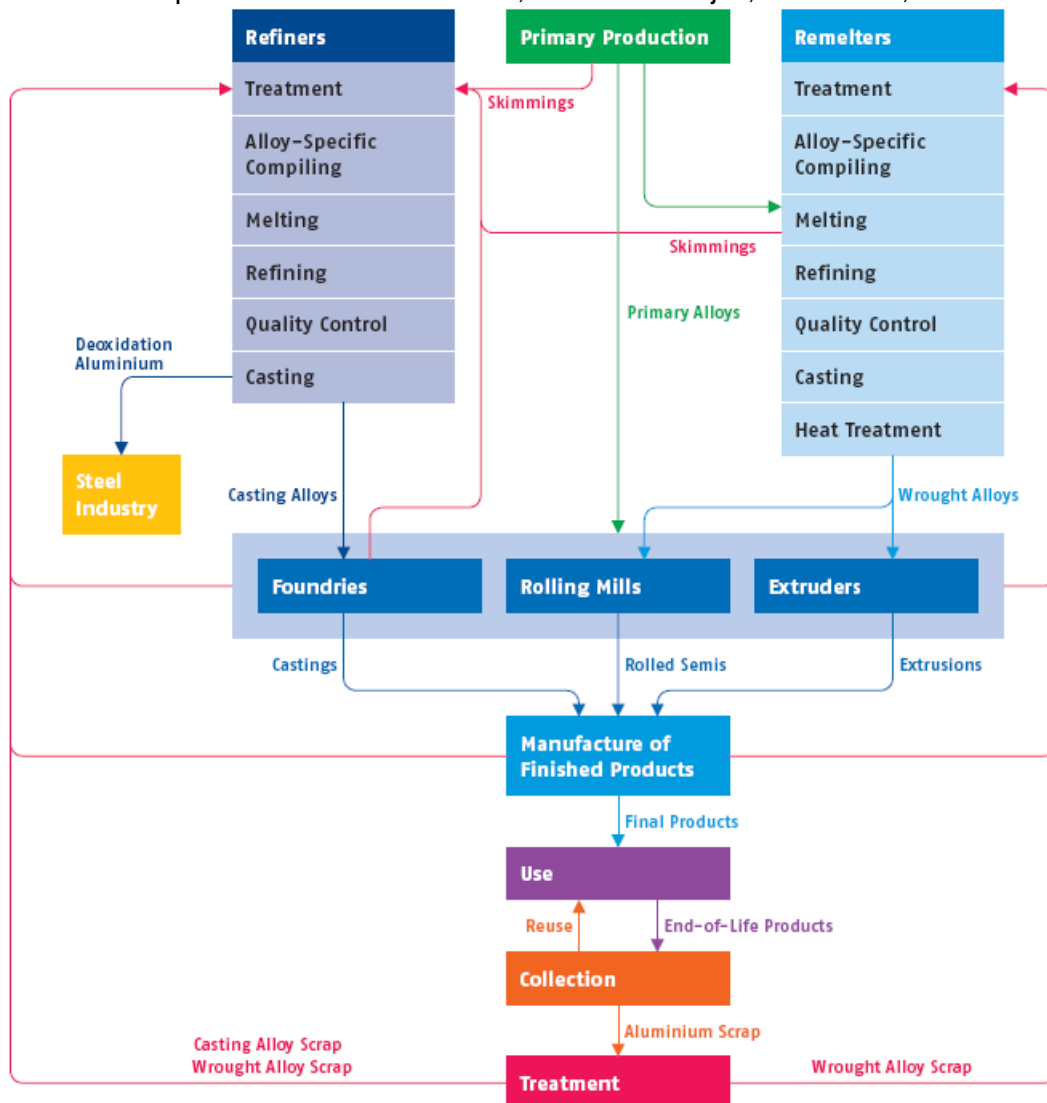 Refiners
Primary Production
Remelters
Treatment
Skimmings
Treatment
Alloy-Specific
Compiling
Alloy-Specific
Compiling
Melting
Melting
Skimmings
Refining
Refining
Primary Alloys
Quality Control
Quality Control
Deoxidation
Aluminium
Casting
Casting
Heat Treatment
Steel
Industry
Casting Alloys
Wrought Alloys
Foundries
Rolling Mills
Extruders
Castings
Rolled Semis
Extrusions
Manufacture of
Finished Products
Final Products
Use
Reuse
End-of-Life Products
Collection
Aluminium Scrap
Casting Alloy Scrap
Wrought Alloy Scrap
Treatment
Wrought Alloy Scrap